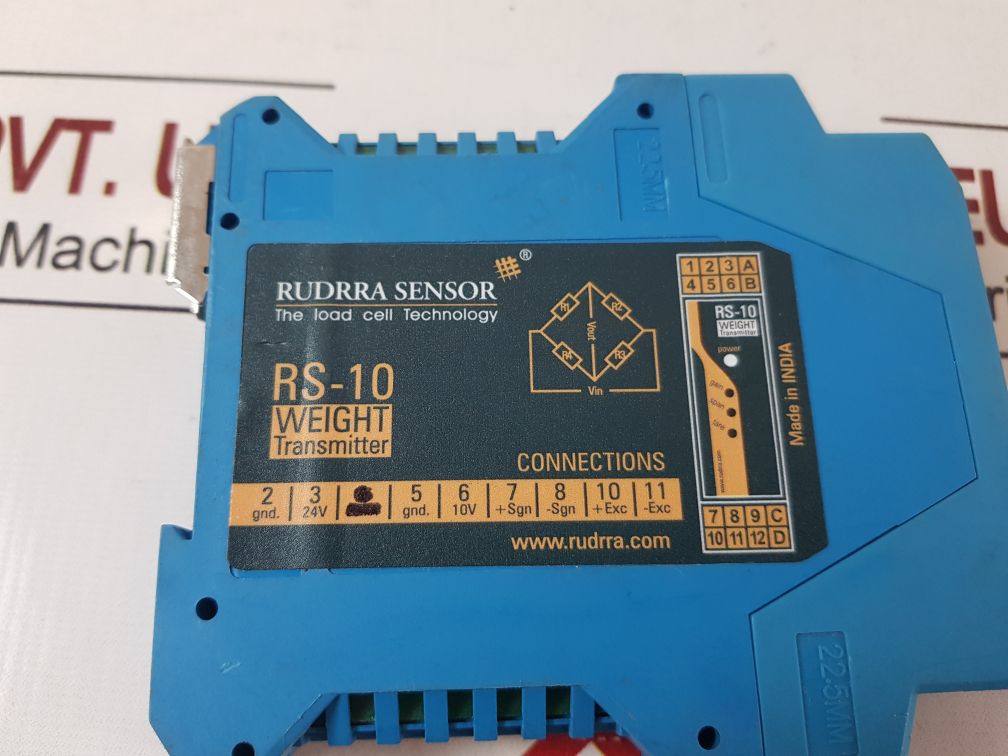 PVT.
Machi
22.5MM
RUDRRA SENSOR ®
The load cell Technology
RS-10
WEIGHT
Transmitter
R1
R2
R4
R3
Vout
Vin
CONNECTIONS
2 3 5 6 7 8 10 11
gnd. 24V gnd. 10V +Sgn -Sgn +Exc -Exc
www.rudrra.com
1 2 3 A
4 5 6 B
RS-10
WEIGHT
Transmitter
power
gain
span
tare
7 8 9 C
10 11 12 D
Made in INDIA
22.5MM